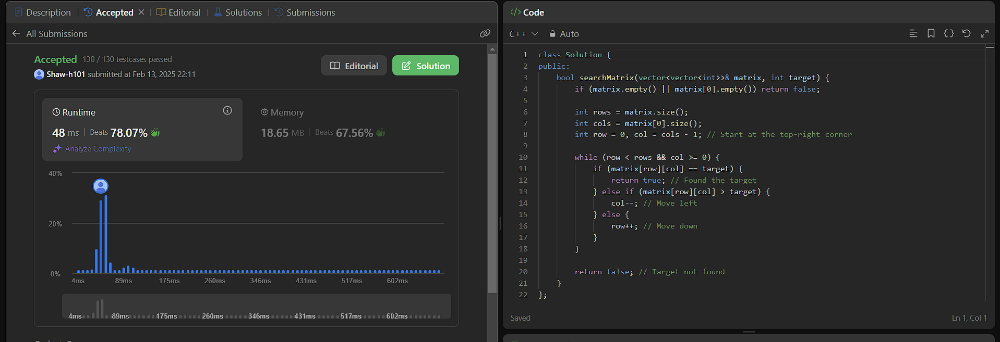 Description | Accepted × | Editorial | Solutions | Submissions
All Submissions
Accepted 130 / 130 testcases passed
Shaw-h101 submitted at Feb 13, 2025 22:11
Editorial
Solution
Runtime
48 ms | Beats 78.07%
Analyze Complexity
Memory
18.65 MB | Beats 67.56%
40%
20%
0%
4ms 89ms 175ms 260ms 346ms 431ms 517ms 602ms
4ms 89ms 175ms 260ms 346ms 431ms 517ms 602ms
</> Code
C++ Auto
1 class Solution {
2 public:
3     bool searchMatrix(vector<vector<int>>& matrix, int target) {
4         if (matrix.empty() || matrix[0].empty()) return false;
5
6         int rows = matrix.size();
7         int cols = matrix[0].size();
8         int row = 0, col = cols - 1; // Start at the top-right corner
9
10         while (row < rows && col >= 0) {
11             if (matrix[row][col] == target) {
12                 return true; // Found the target
13             } else if (matrix[row][col] > target) {
14                 col--; // Move left
15             } else {
16                 row++; // Move down
17             }
18         }
19
20         return false; // Target not found
21     }
22 };
Saved
Ln 1, Col 1